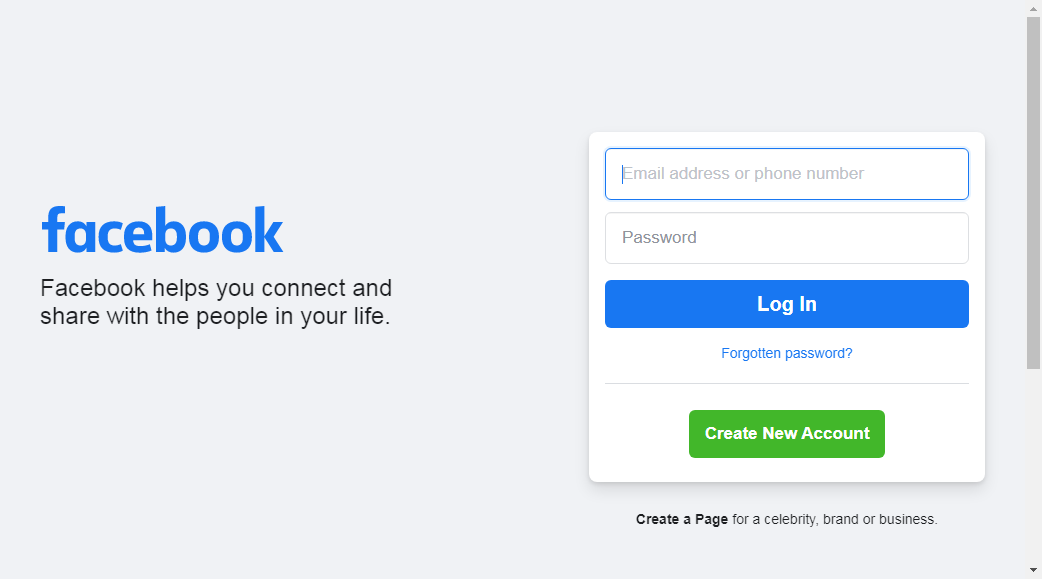 facebook
Facebook helps you connect and
share with the people in your life.
Email address or phone number
Password
Log In
Forgotten password?
Create New Account
Create a Page for a celebrity, brand or business.